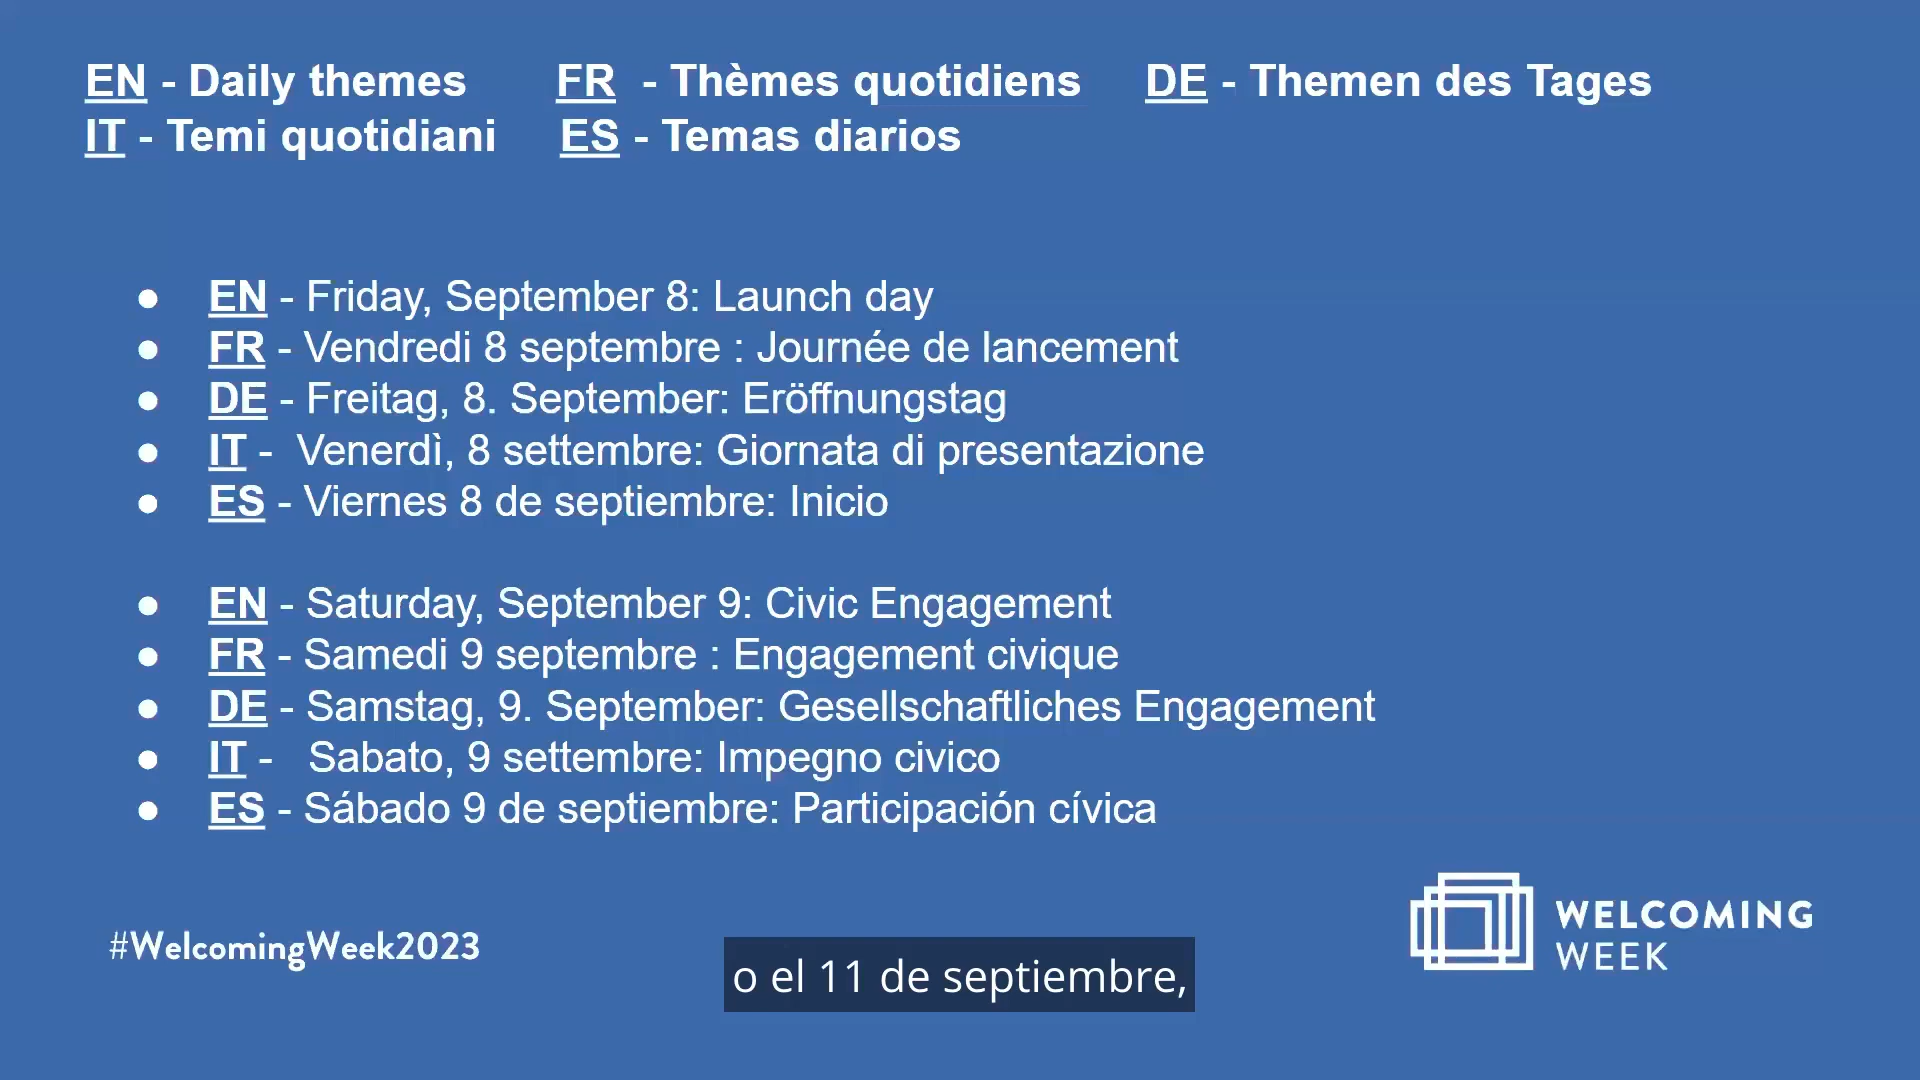 EN - Daily themes FR - Thèmes quotidiens DE - Themen des Tages
IT - Temi quotidiani ES - Temas diarios
● EN - Friday, September 8: Launch day
● FR - Vendredi 8 septembre : Journée de lancement
● DE - Freitag, 8. September: Eröffnungstag
● IT - Venerdì, 8 settembre: Giornata di presentazione
● ES - Viernes 8 de septiembre: Inicio
● EN - Saturday, September 9: Civic Engagement
● FR - Samedi 9 septembre : Engagement civique
● DE - Samstag, 9. September: Gesellschaftliches Engagement
● IT - Sabato, 9 settembre: Impegno civico
● ES - Sábado 9 de septiembre: Participación cívica
#WelcomingWeek2023
o el 11 de septiembre,
WELCOMING
WEEK